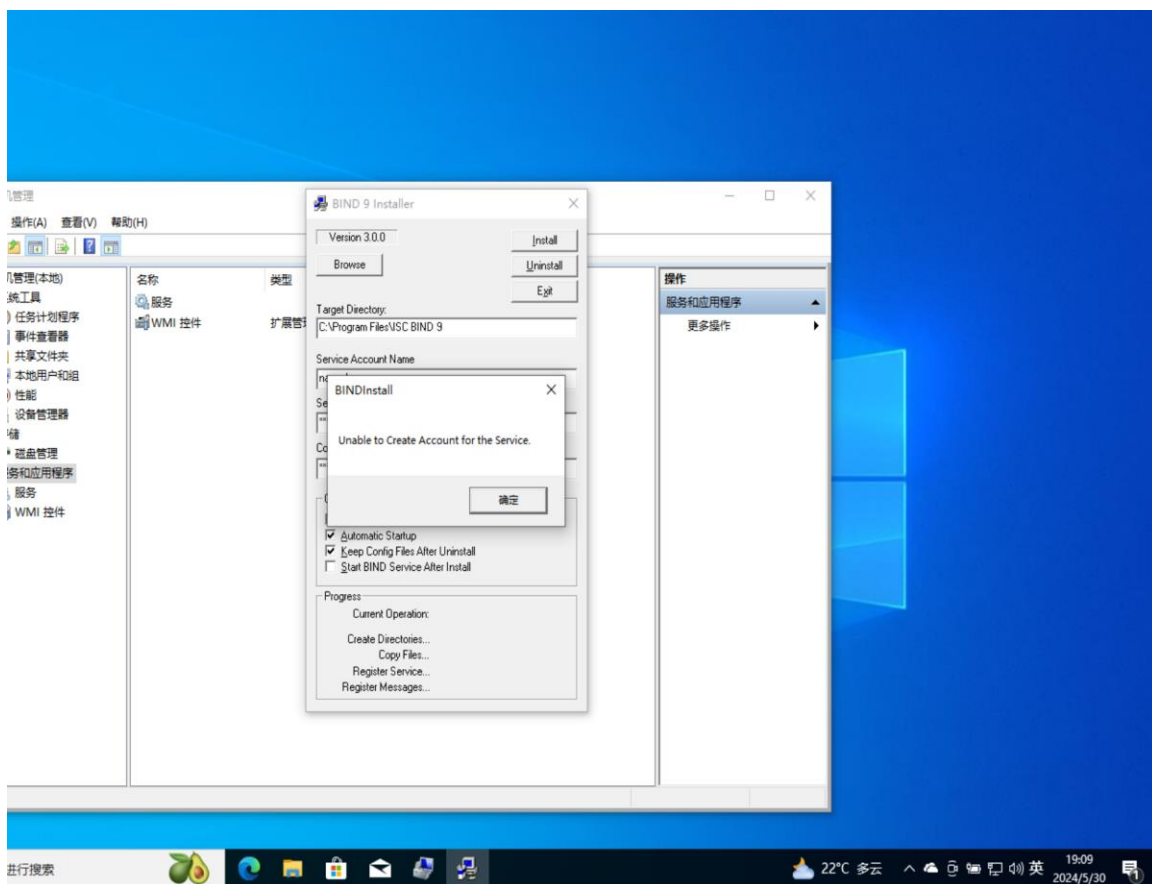 机管理
操作(A) 查看(V) 帮助(H)
机管理(本地)
统工具
任务计划程序
事件查看器
共享文件夹
本地用户和组
性能
设备管理器
储
磁盘管理
务和应用程序
服务
WMI 控件
名称 类型
服务
WMI 控件 扩展管理
BIND 9 Installer
Version 3.0.0
Install
Browse
Uninstall
Exit
Target Directory:
C:\Program Files\ISC BIND 9
Service Account Name
Se
Co
BINDInstall
Unable to Create Account for the Service.
确定
Automatic Startup
Keep Config Files After Uninstall
Start BIND Service After Install
Progress
Current Operation:
Create Directories...
Copy Files...
Register Service...
Register Messages...
操作
服务和应用程序
更多操作
进行搜索
22°C 多云
英
19:09
2024/5/30
1